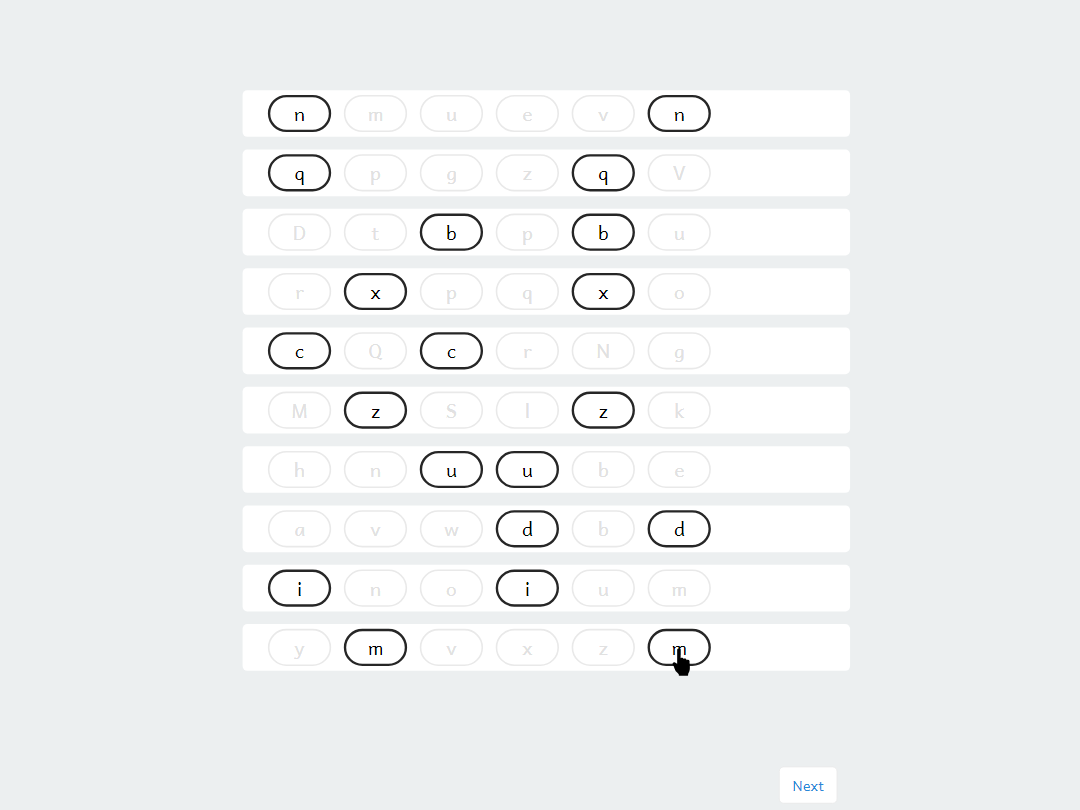 n m u e v n
q p g z q V
D t b p b u
r x p q x o
c Q c r N g
M z S l z k
h n u u b e
a v w d b d
i n o i u m
y m v x z m
Next